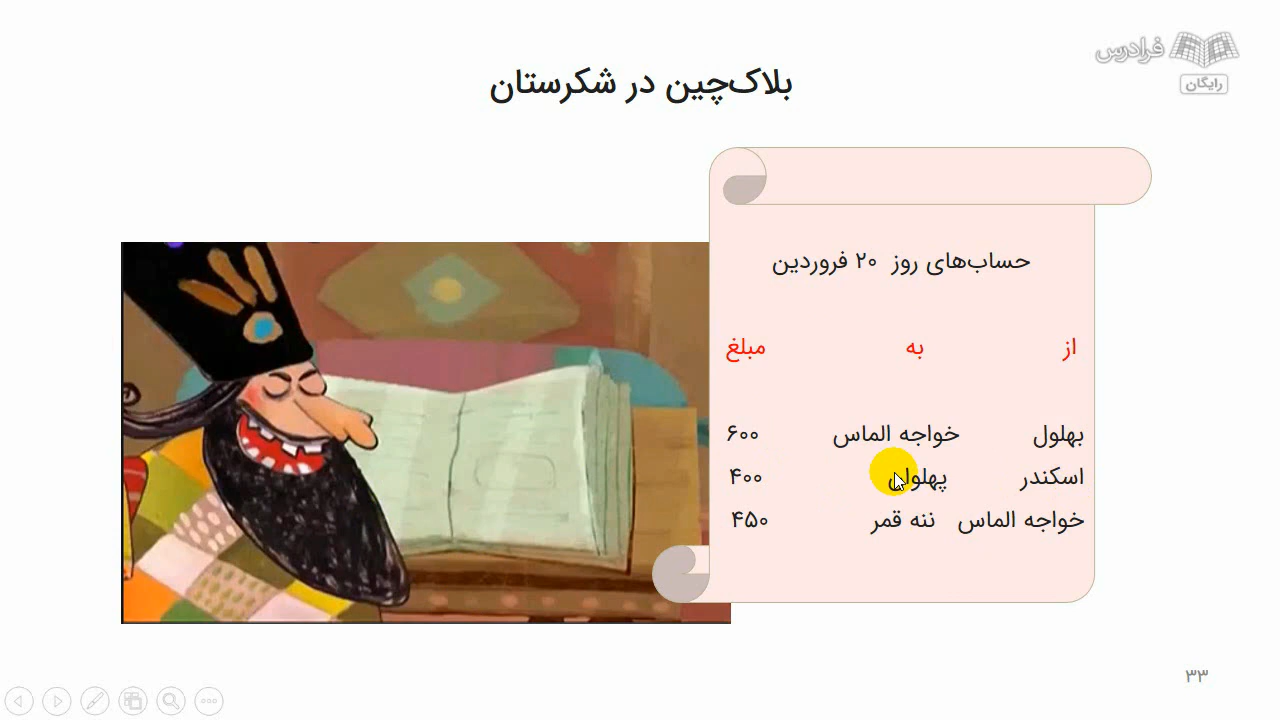 فرادرس
رایگان
بلاک‌چین در شکرستان
حساب‌های روز ۲۰ فروردین
از به مبلغ
بهلول خواجه الماس ۶۰۰
اسکندر پهلوان ۴۰۰
خواجه الماس ننه قمر ۴۵۰
۳۳